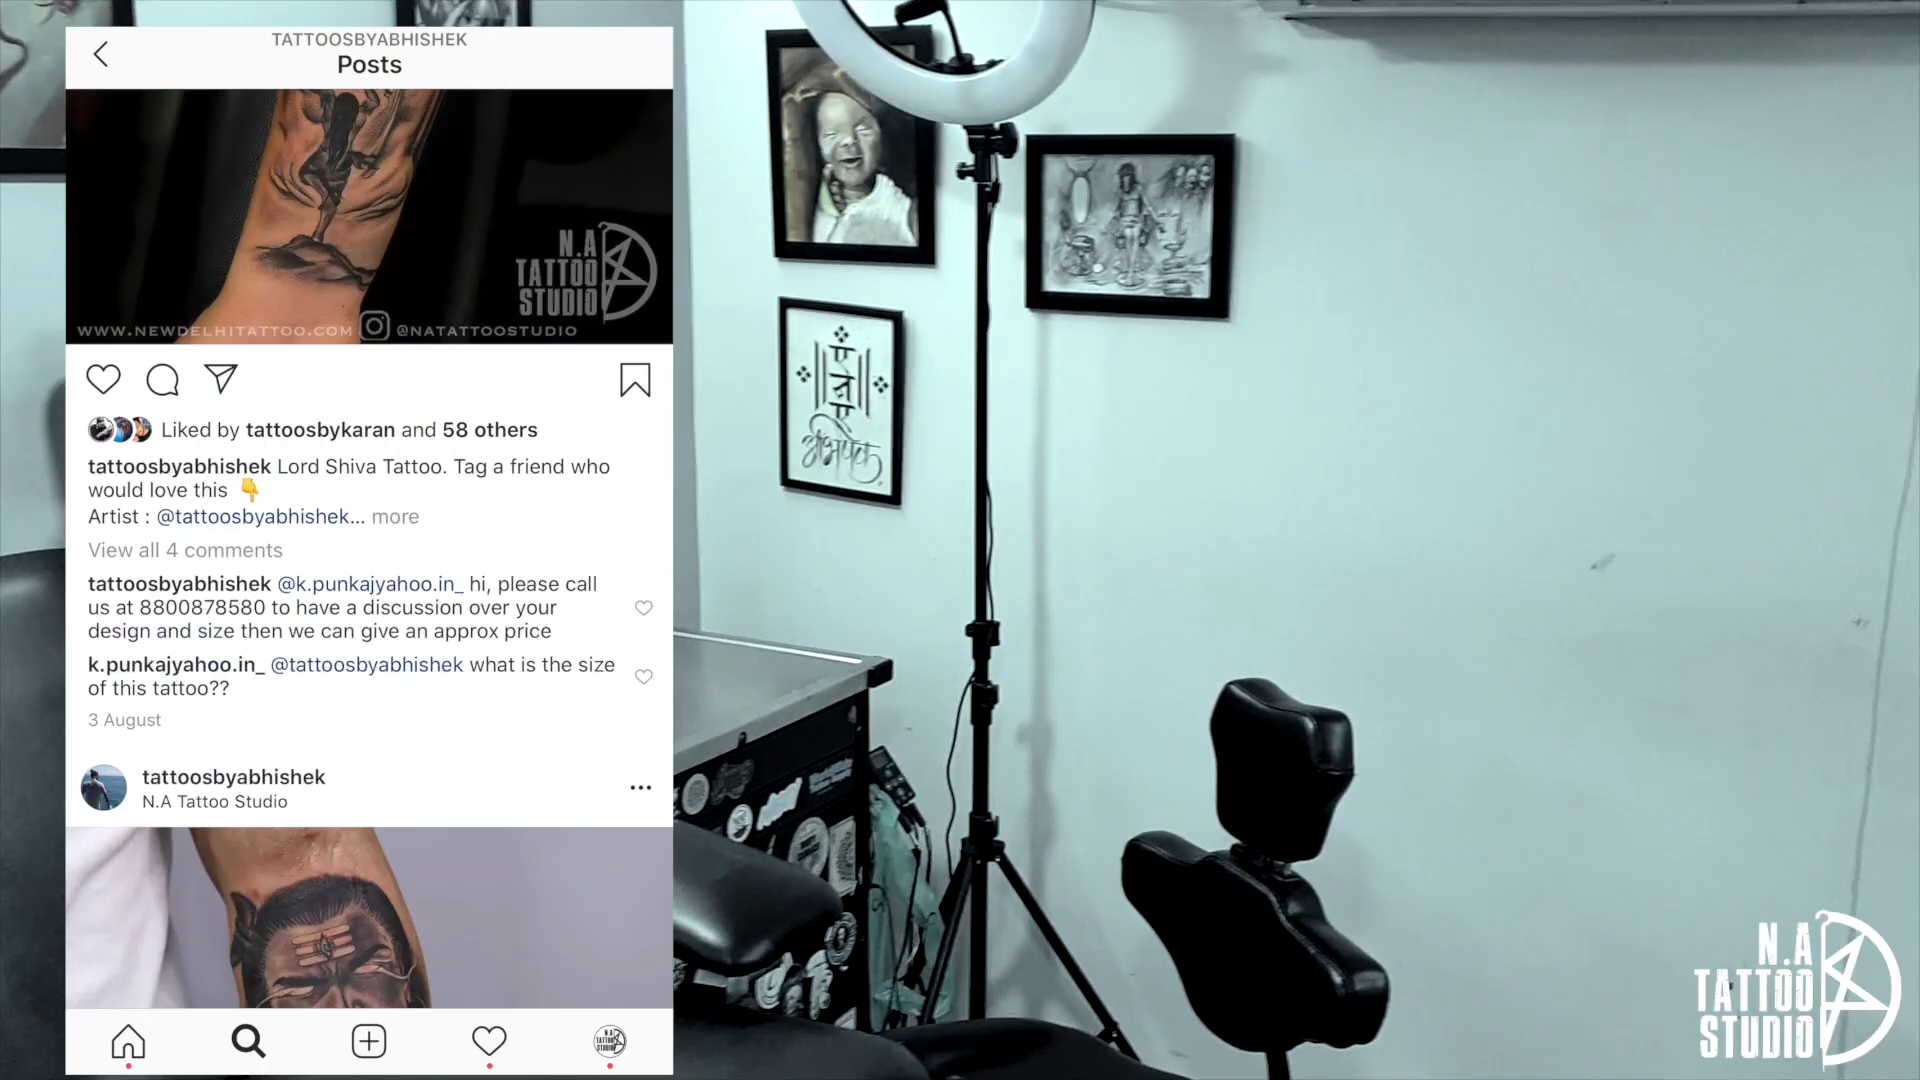 TATTOOSBYABHISHEK
Posts
N.A
TATTOO
STUDIO
WWW.NEWDELHITATTOO.COM @NATATTOOSTUDIO
Liked by tattoosbykaran and 58 others
tattoosbyabhishek Lord Shiva Tattoo. Tag a friend who
would love this 👇
Artist : @tattoosbyabhishek... more
View all 4 comments
tattoosbyabhishek @k.punkajyahoo.in_ hi, please call
us at 8800878580 to have a discussion over your
design and size then we can give an approx price
k.punkajyahoo.in_ @tattoosbyabhishek what is the size
of this tattoo??
3 August
tattoosbyabhishek
N.A Tattoo Studio
N.A
TATTOO
STUDIO